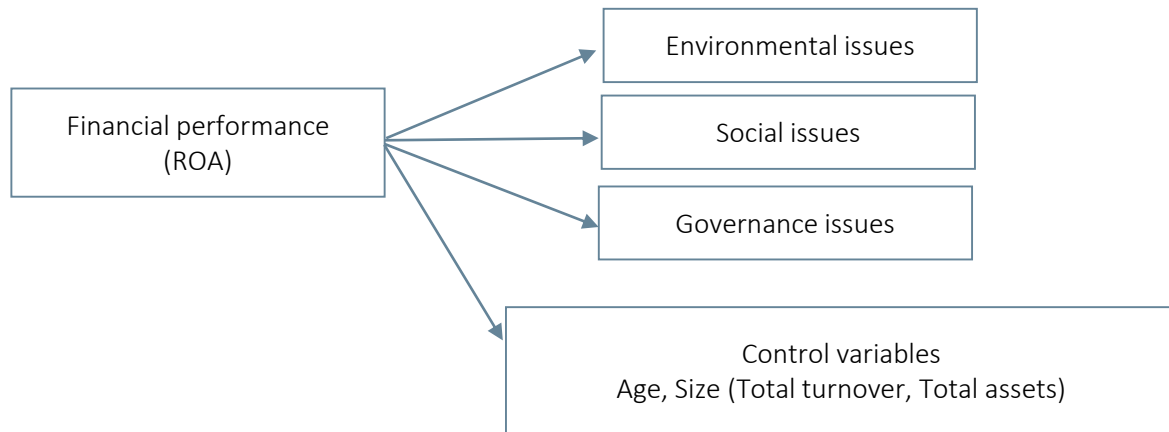 Environmental issues
Financial performance
(ROA)
Social issues
Governance issues
Control variables
Age, Size (Total turnover, Total assets)